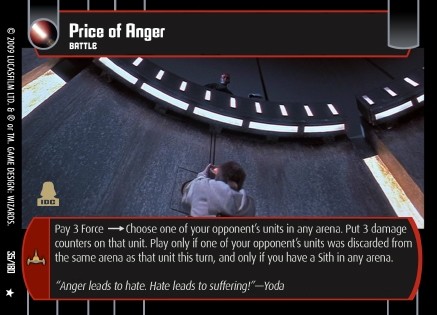 Price of Anger
BATTLE
© 2009 LUCASFILM LTD. & ® or TM. GAME DESIGN: WIZARDS.
IDC
Pay 3 Force → Choose one of your opponent's units in any arena. Put 3 damage
counters on that unit. Play only if one of your opponent's units was discarded from
the same arena as that unit this turn, and only if you have a Sith in any arena.
"Anger leads to hate. Hate leads to suffering!"—Yoda